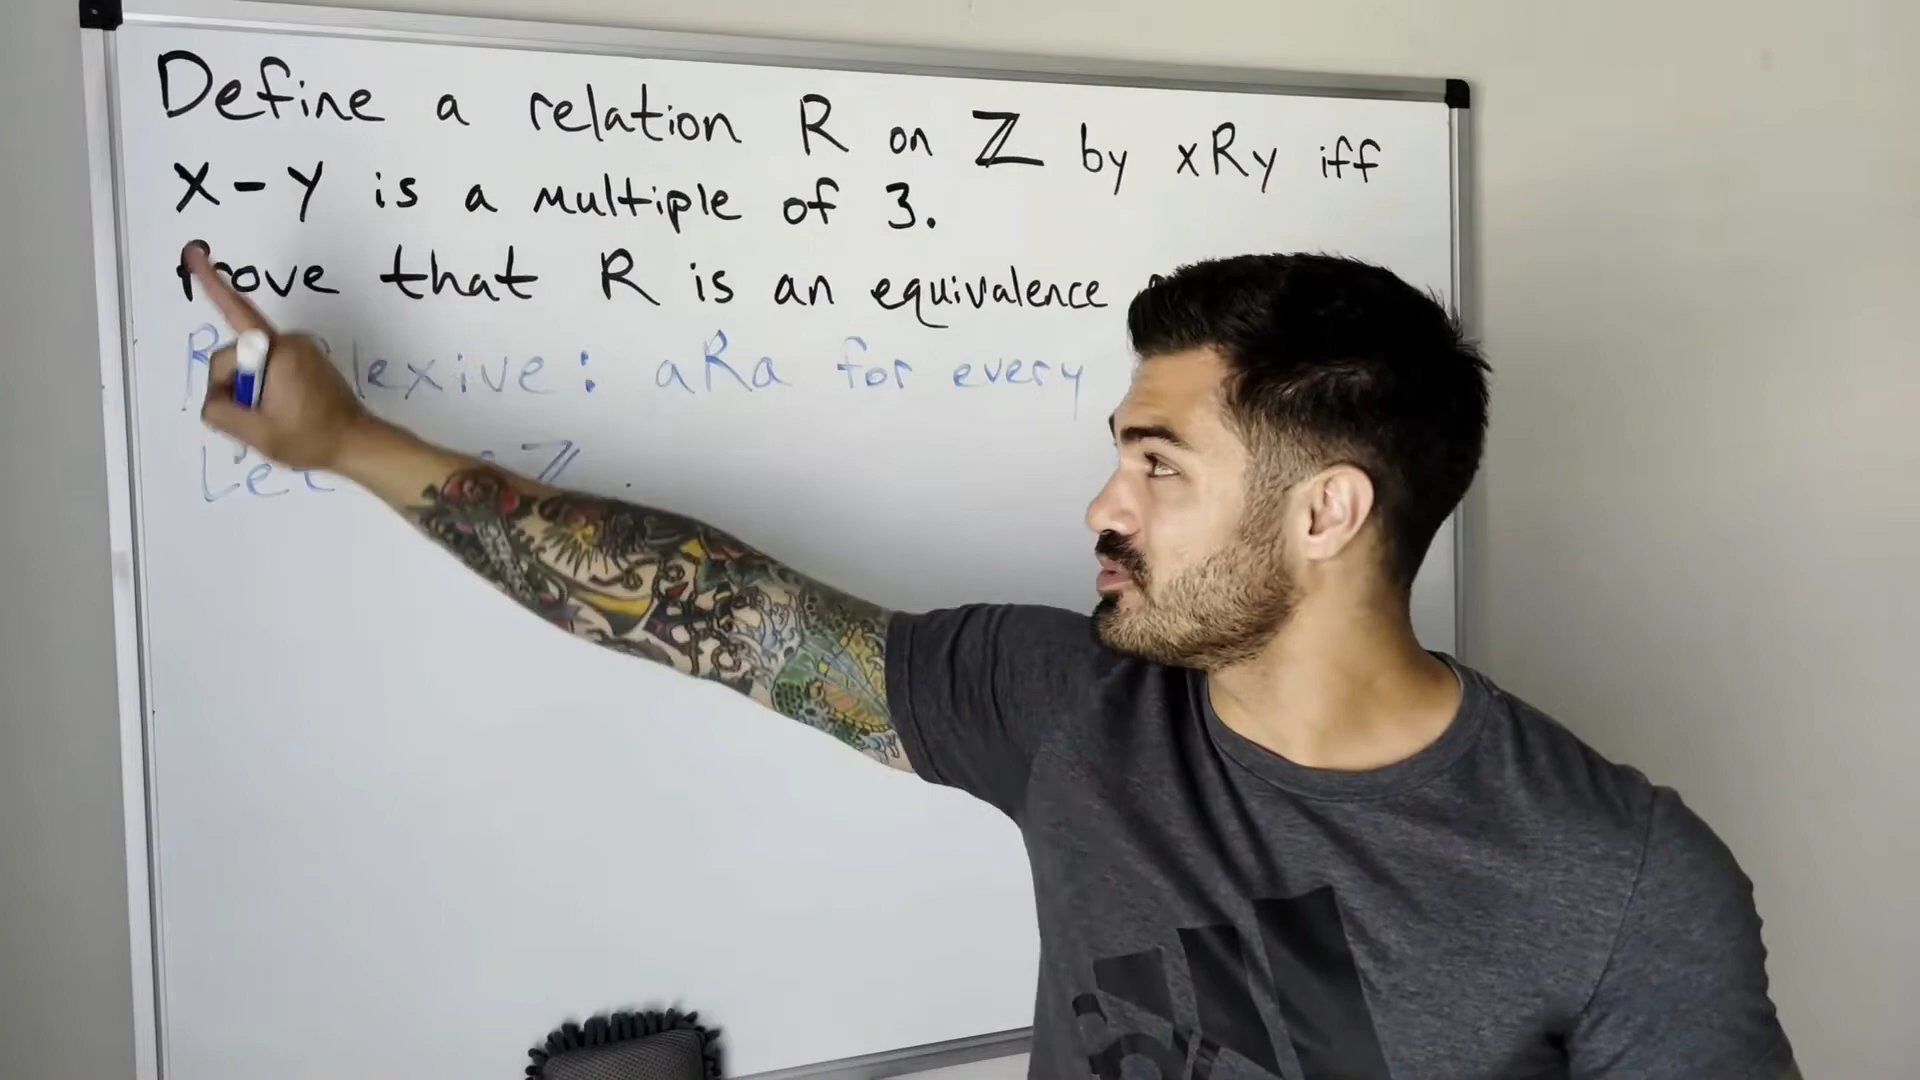 Define a relation R on ℤ by xRy iff
x-y is a multiple of 3.
Prove that R is an equivalence
aRa for every
Let ℤ.